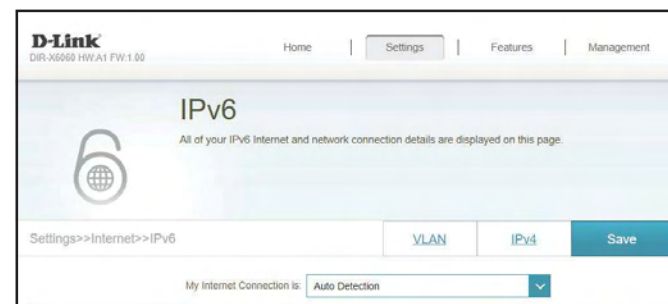 D-Link
DIR-X6060 HW:A1 FW:1.00
Home | Settings | Features | Management
IPv6
All of your IPv6 Internet and network connection details are displayed on this page.
Settings>>Internet>>IPv6
VLAN
IPv4
Save
My Internet Connection is: Auto Detection